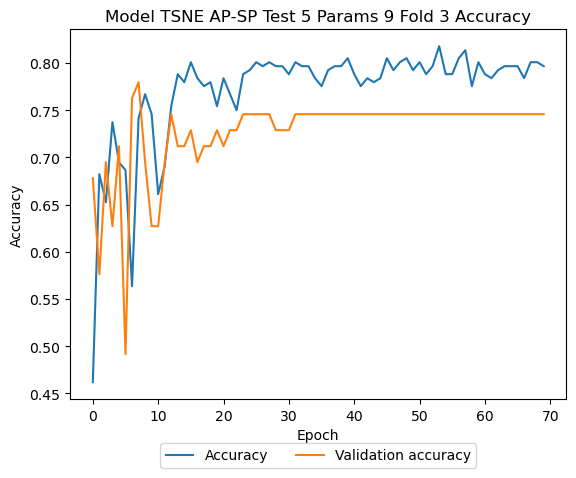 Model TSNE AP-SP Test 5 Params 9 Fold 3 Accuracy
Accuracy
0.80
0.75
0.70
0.65
0.60
0.55
0.50
0.45
0 10 20 30 40 50 60 70
Epoch
Accuracy Validation accuracy